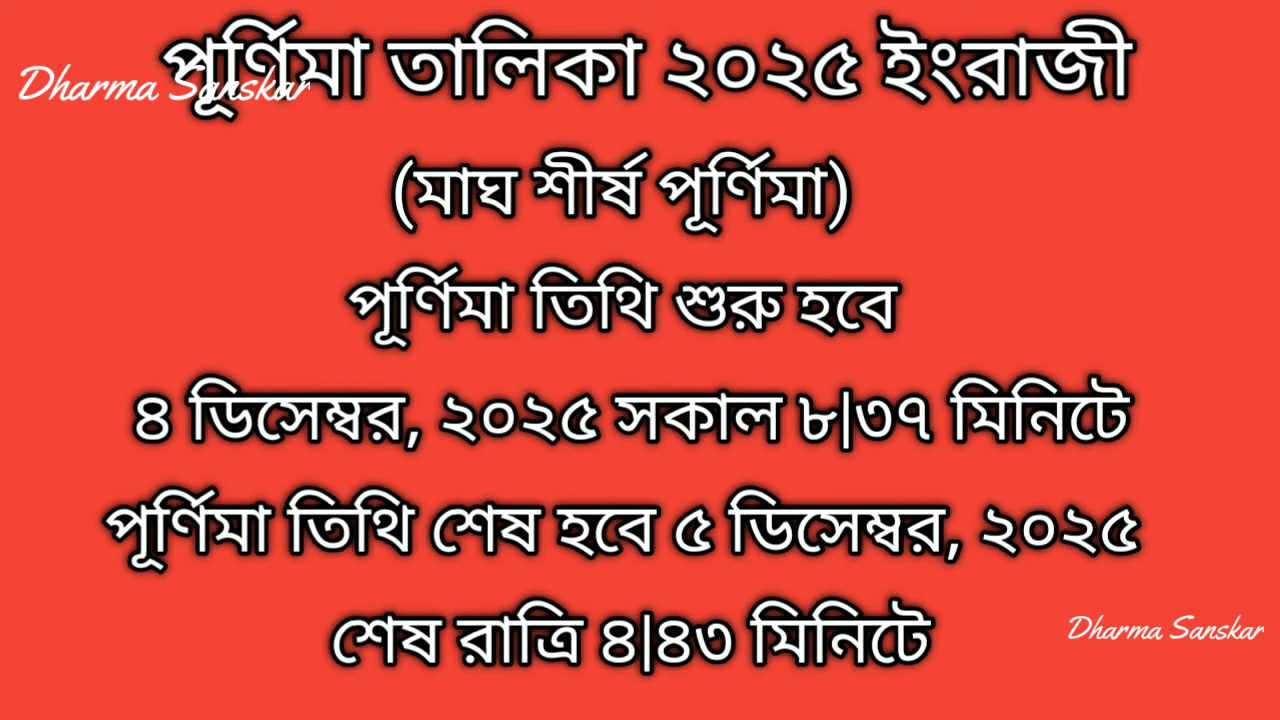 পূর্ণিমা তালিকা ২০২৫ ইংরাজী
Dharma Sanskar
(মাঘ শীর্ষ পূর্ণিমা)
পূর্ণিমা তিথি শুরু হবে
৪ ডিসেম্বর, ২০২৫ সকাল ৮|৩৭ মিনিটে
পূর্ণিমা তিথি শেষ হবে ৫ ডিসেম্বর, ২০২৫
শেষ রাত্রি ৪|৪৩ মিনিটে
Dharma Sanskar